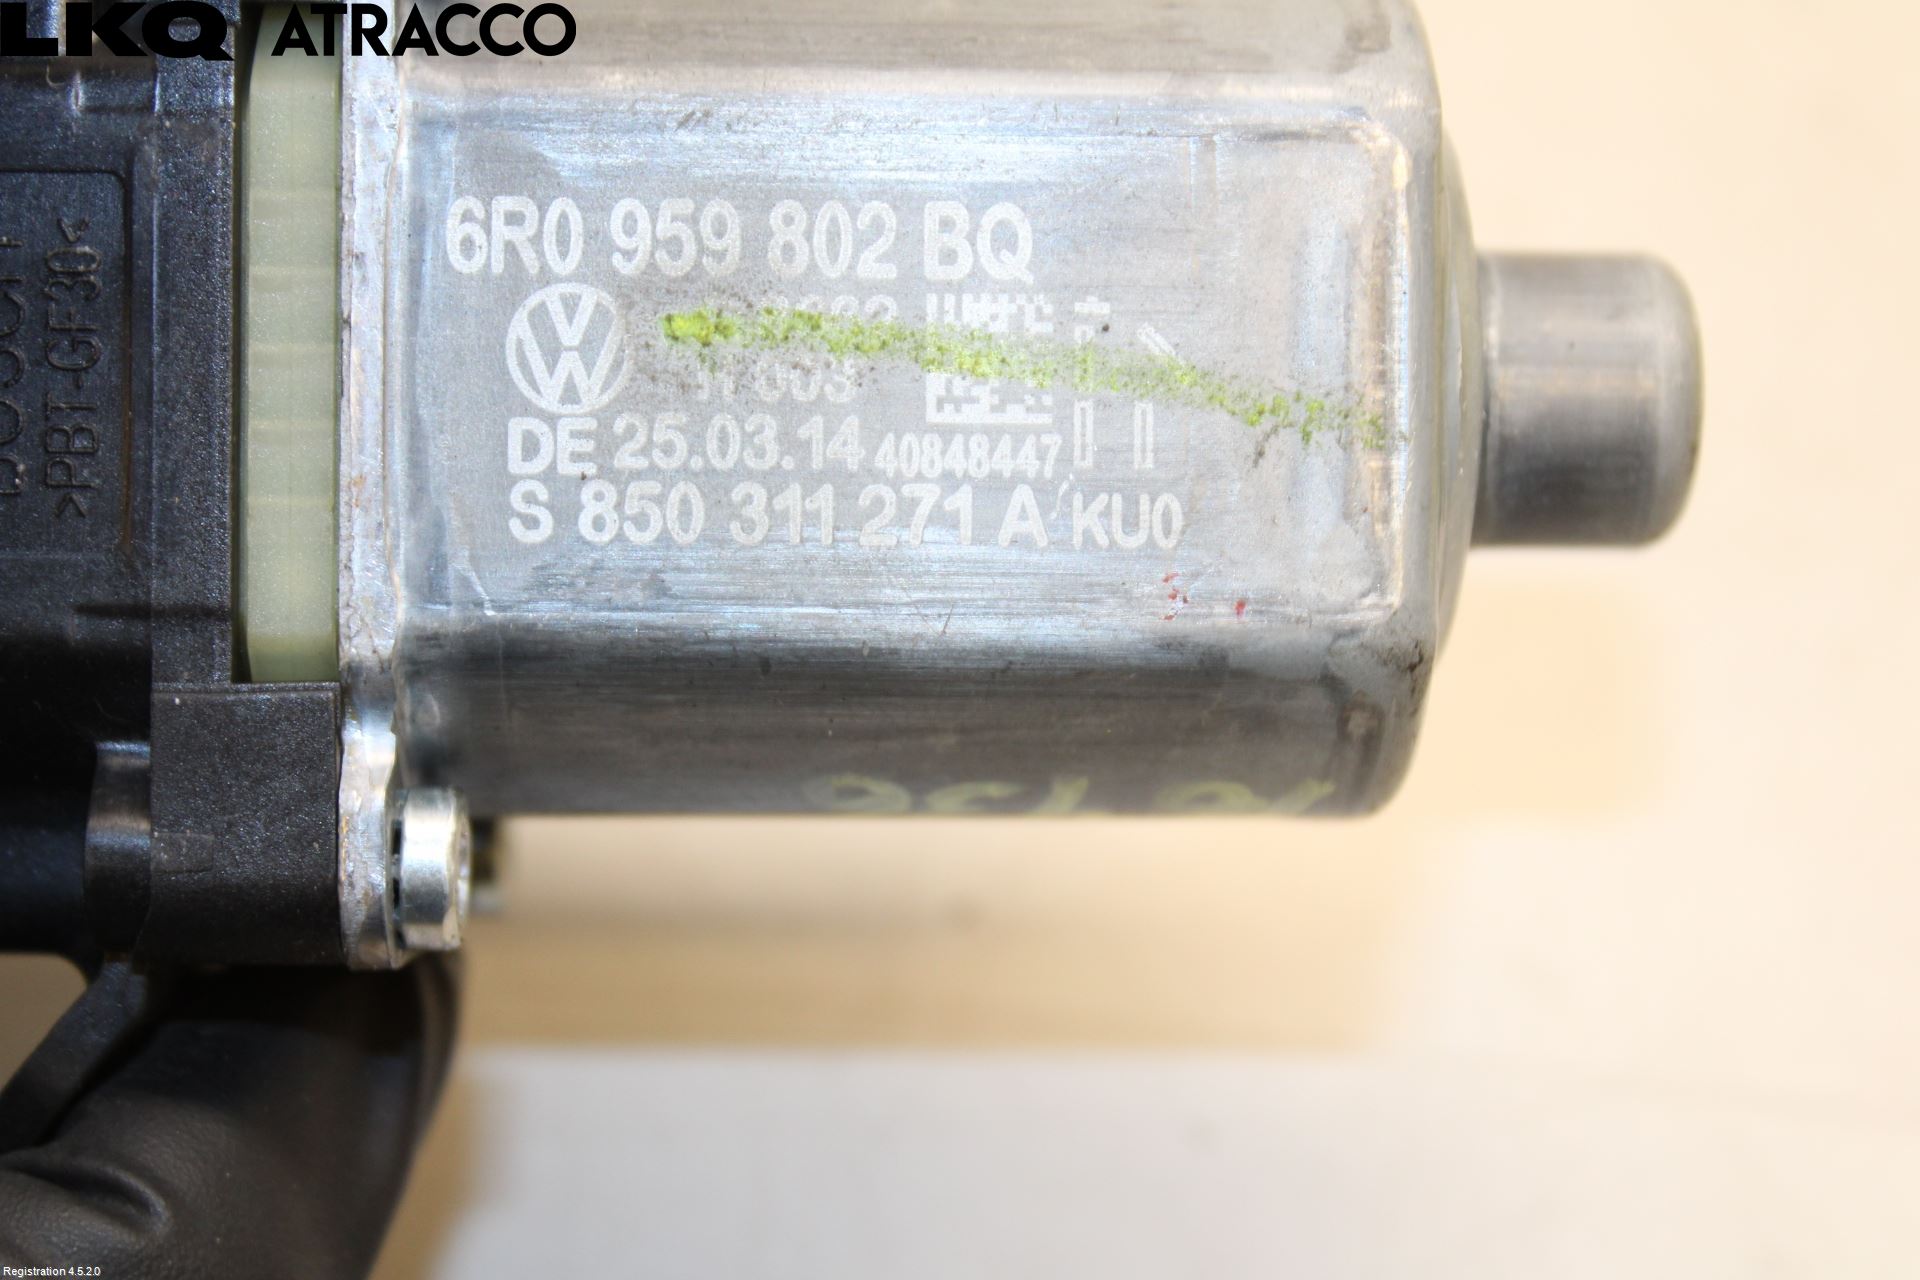 LKQ ATRACCO
>PBT-GF30<
6R0 959 802 BQ
VW
DE 25.03.14 40848447
S 850 311 271 A KU0
Registration 4.5.2.0